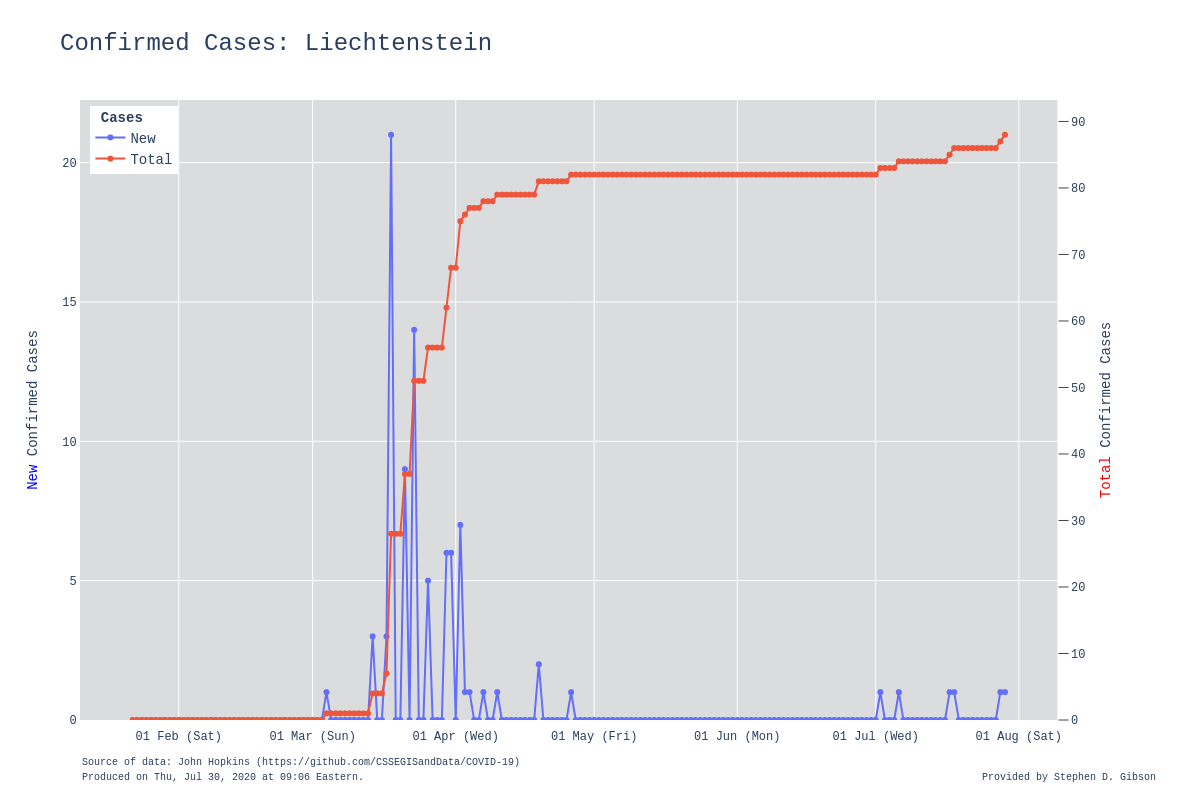 Confirmed Cases: Liechtenstein
Cases
New
Total
20
15
10
5
0
New Confirmed Cases
90
80
70
60
50
40
30
20
10
0
Total Confirmed Cases
01 Feb (Sat) 01 Mar (Sun) 01 Apr (Wed) 01 May (Fri) 01 Jun (Mon) 01 Jul (Wed) 01 Aug (Sat)
Source of data: John Hopkins (https://github.com/CSSEGISandData/COVID-19)
Produced on Thu, Jul 30, 2020 at 09:06 Eastern.
Provided by Stephen D. Gibson